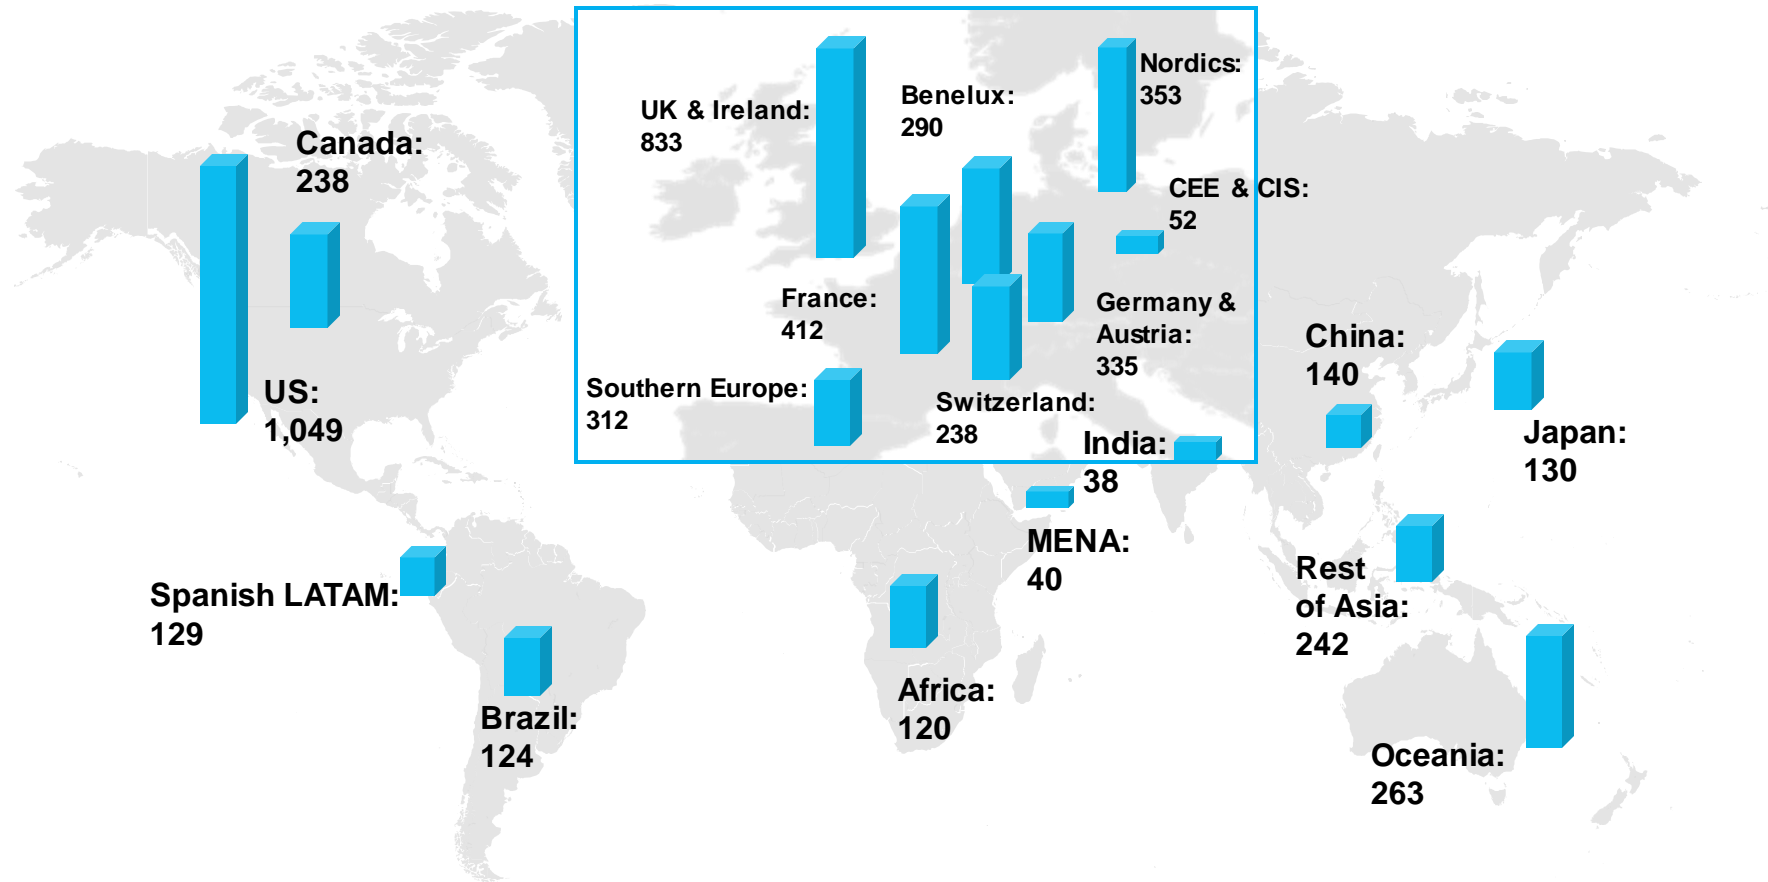 Nordics:
353
Benelux:
290
UK & Ireland:
833
Canada:
238
CEE & CIS:
52
France:
412
Germany &
Austria:
335
China:
140
US:
1,049
Southern Europe:
312
Switzerland:
238
India:
38
Japan:
130
MENA:
40
Spanish LATAM:
129
Rest
of Asia:
242
Africa:
120
Brazil:
124
Oceania:
263